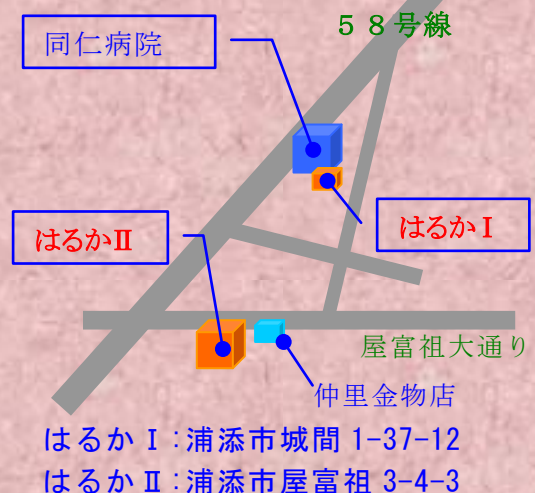 ５８号線
同仁病院
はるかⅠ
はるかⅡ
屋富祖大通り
仲里金物店
はるかⅠ:浦添市城間 1-37-12
はるかⅡ:浦添市屋富祖 3-4-3